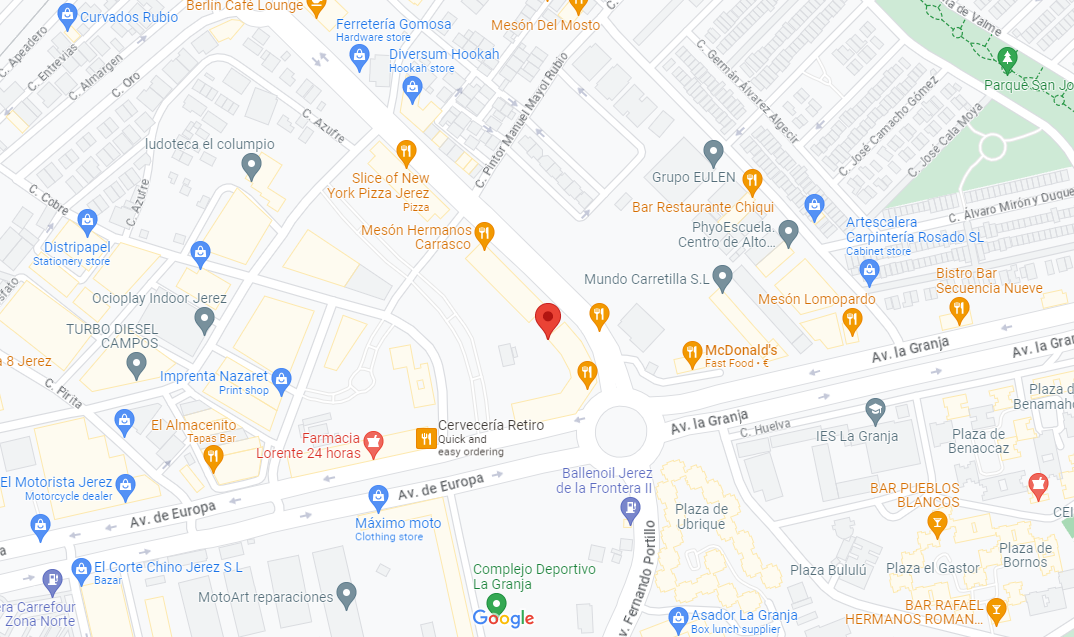 Curvados Rubio
Berlin Café Lounge
Ferretería Gomosa
Hardware store
Mesón Del Mosto
Diversum Hookah
Hookah store
C. Apeadero
C. Entrevias
C. Almargen
C. Oro
C. Azufre
C. Pintor Manuel Mayol Rubio
C. Germán Álvarez Algecir
C. José Camacho Gómez
C. José Cala Moya
Parque San Jo
ludoteca el columpio
Slice of New
York Pizza Jerez
Pizza
Grupo EULEN
Bar Restaurante Chiqui
C. Cobre
C. Azufre
C. Álvaro Mirón y Duque
Distripapel
Stationery store
Mesón Hermanos
Carrasco
PhyoEscuela.
Centro de Alto...
Artescalera
Carpintería Rosado SL
Cabinet store
Mundo Carretilla S.L
Bistro Bar
Secuencia Nueve
Ocioplay Indoor Jerez
Mesón Lomopardo
TURBO DIESEL
CAMPOS
McDonald's
Fast Food • €
Av. la Granja
Av. la Gra
a 8 Jerez
C. Pirita
Imprenta Nazaret
Print shop
Plaza d
Benamaho
El Almacenito
Tapas Bar
Farmacia
Lorente 24 horas
Cervecería Retiro
Quick and
easy ordering
Av. la Granja
C. Huelva
IES La Granja
Plaza de
Benaocaz
El Motorista Jerez
Motorcycle dealer
Av. de Europa
Av. de Europa
Ballenoil Jerez
de la Frontera II
BAR PUEBLOS
BLANCOS
CEI
Máximo moto
Clothing store
Plaza de
Ubrique
Plaza de
Bornos
El Corte Chino Jerez S L
Bazar
Complejo Deportivo
La Granja
Plaza Bululú
Plaza el Gastor
era Carrefour
Zona Norte
MotoArt reparaciones
v. Fernando Portillo
Google
Asador La Granja
Box lunch supplier
BAR RAFAEL
HERMANOS ROMAN...